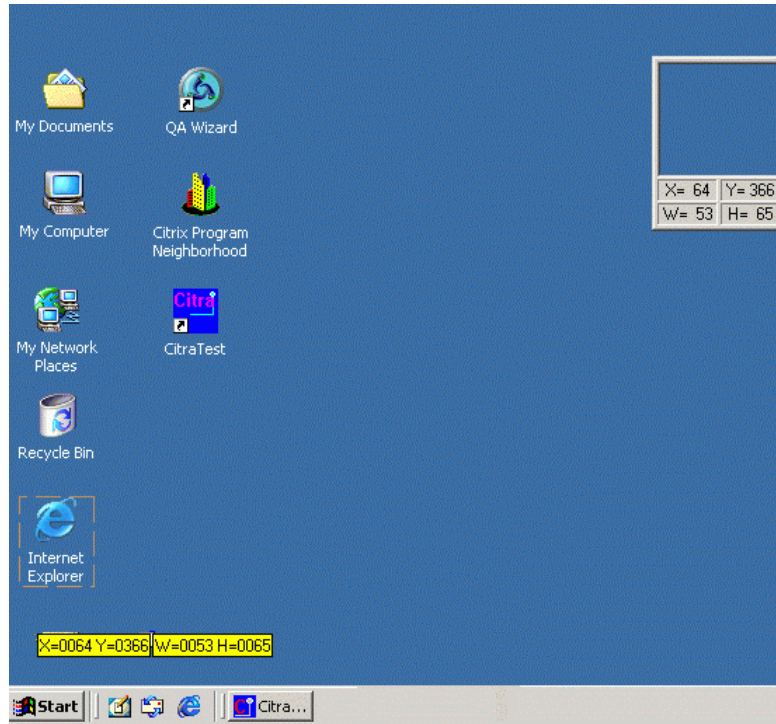 My Documents
QA Wizard
My Computer
Citrix Program
Neighborhood
X= 64 Y= 366
W= 53 H= 65
Citra
My Network
Places
CitraTest
Recycle Bin
Internet
Explorer
X=0064 Y=0366 W=0053 H=0065
Start Citra...